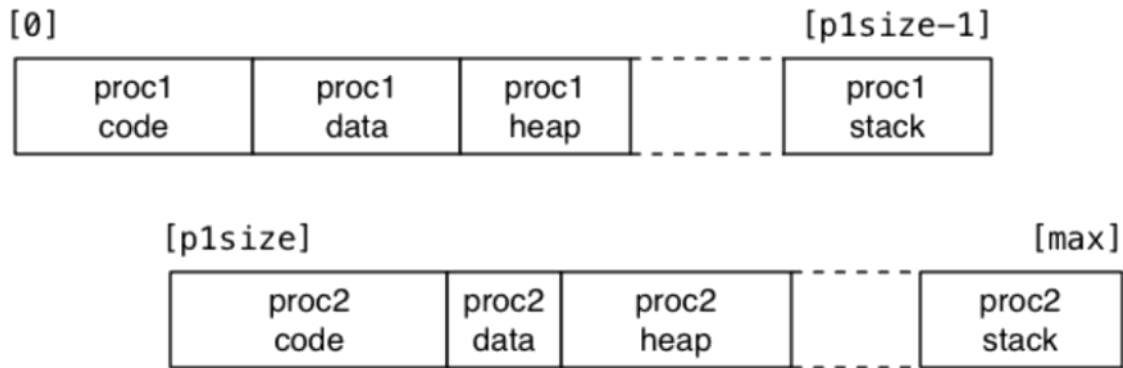 [0] [p1size-1]
proc1 proc1 proc1 proc1
code data heap stack
[p1size] [max]
proc2 proc2 proc2 proc2
code data heap stack